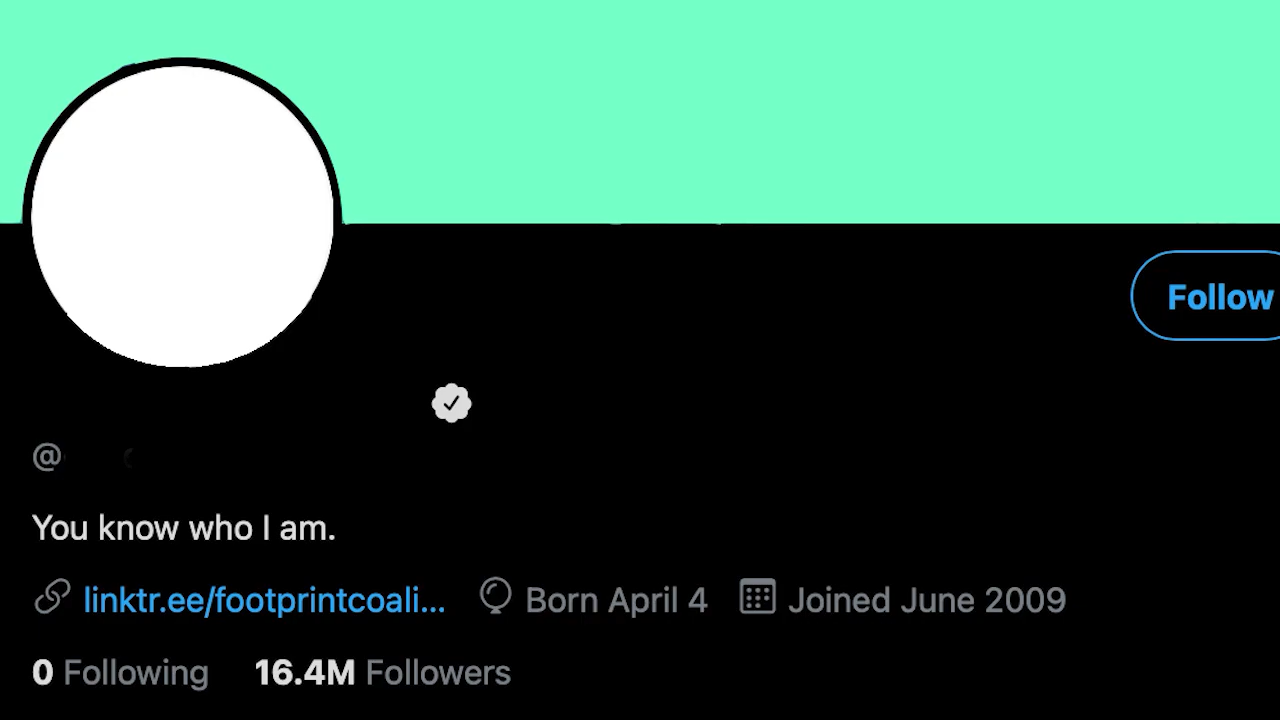 Follow
@
You know who I am.
linktr.ee/footprintcoali... Born April 4 Joined June 2009
0 Following 16.4M Followers